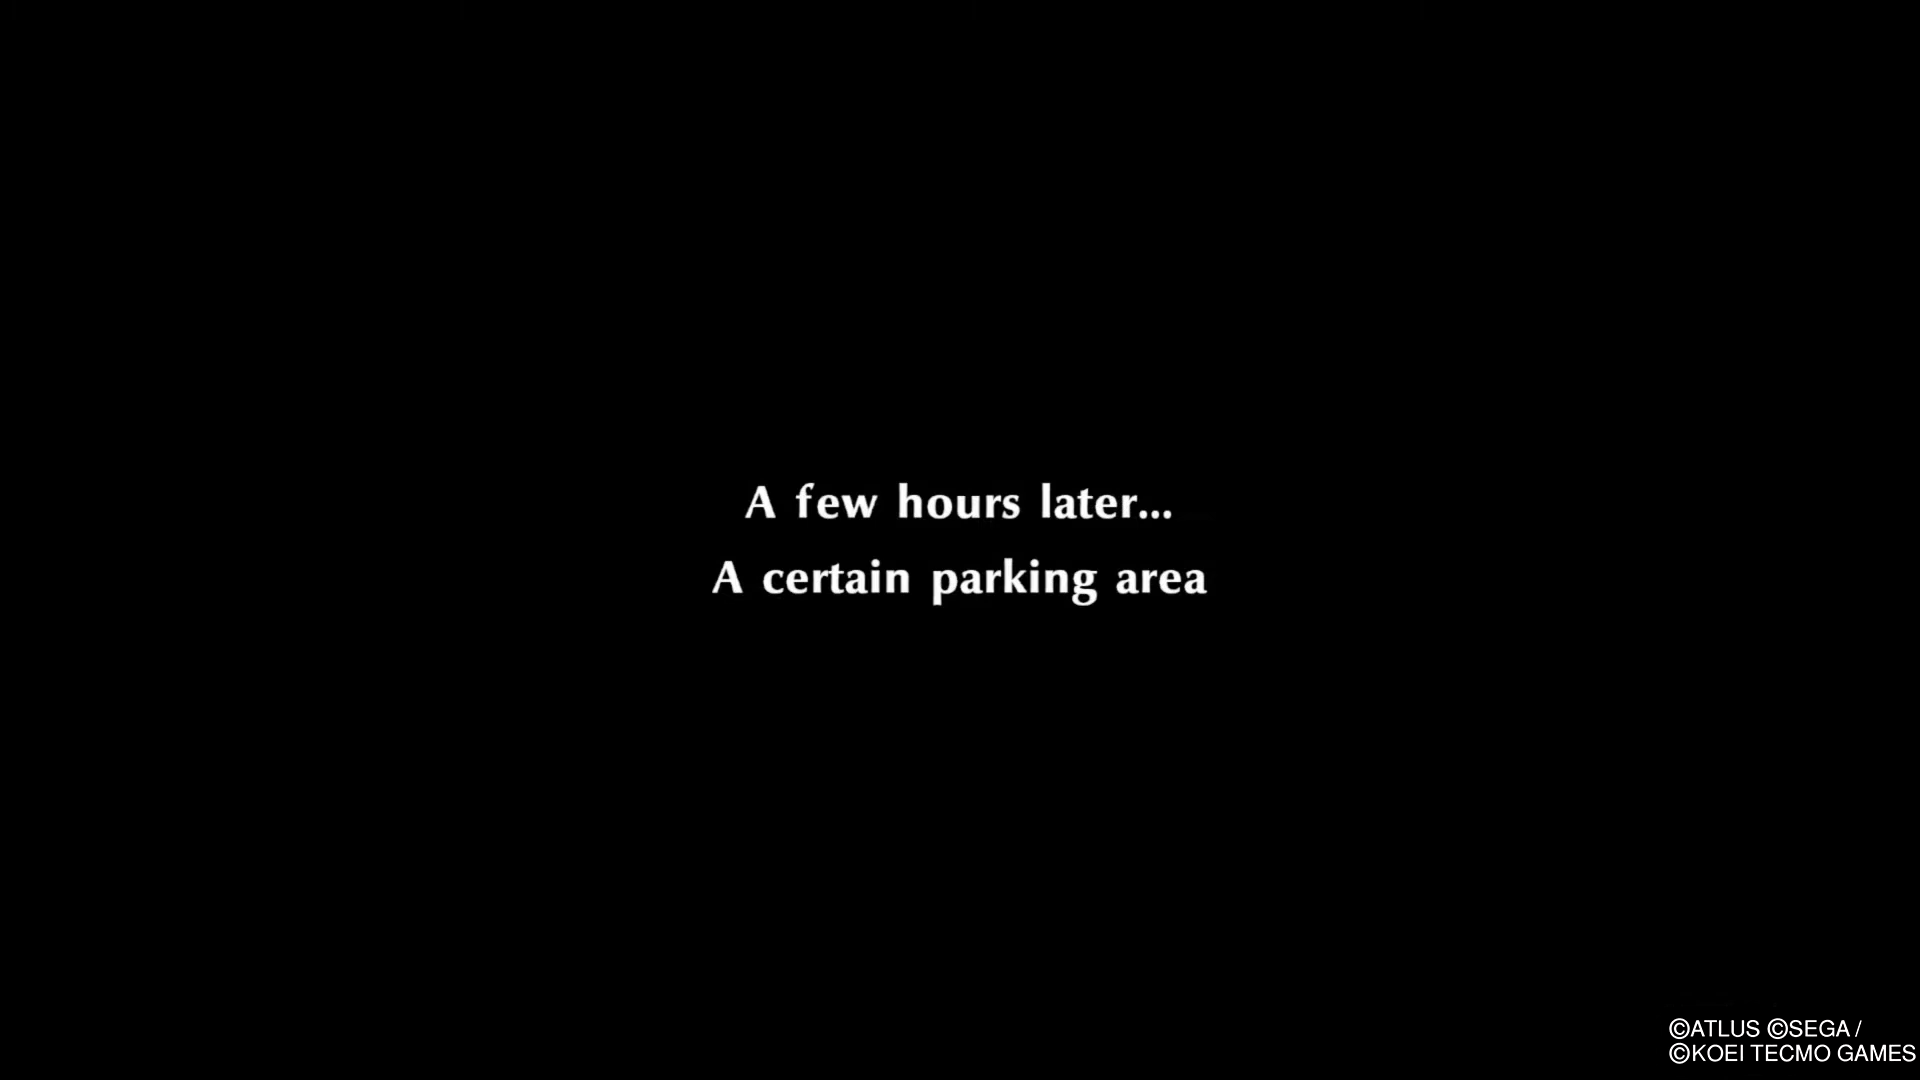 A few hours later...
A certain parking area
©ATLUS ©SEGA /
©KOEI TECMO GAMES